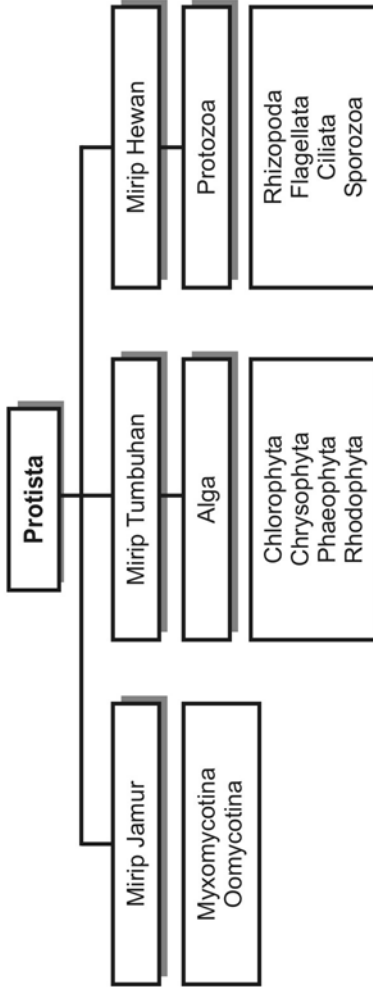 Protista
Mirip Jamur
Myxomycotina
Oomycotina
Mirip Tumbuhan
Alga
Chlorophyta
Chrysophyta
Phaeophyta
Rhodophyta
Mirip Hewan
Protozoa
Rhizopoda
Flagellata
Ciliata
Sporozoa